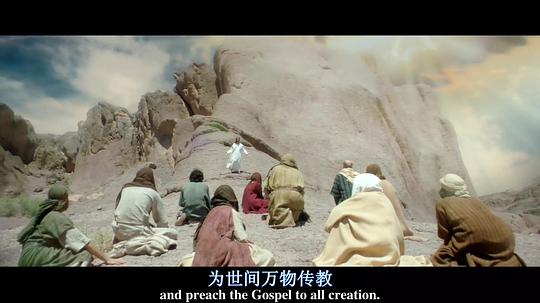 为世间万物传教
and preach the Gospel to all creation.